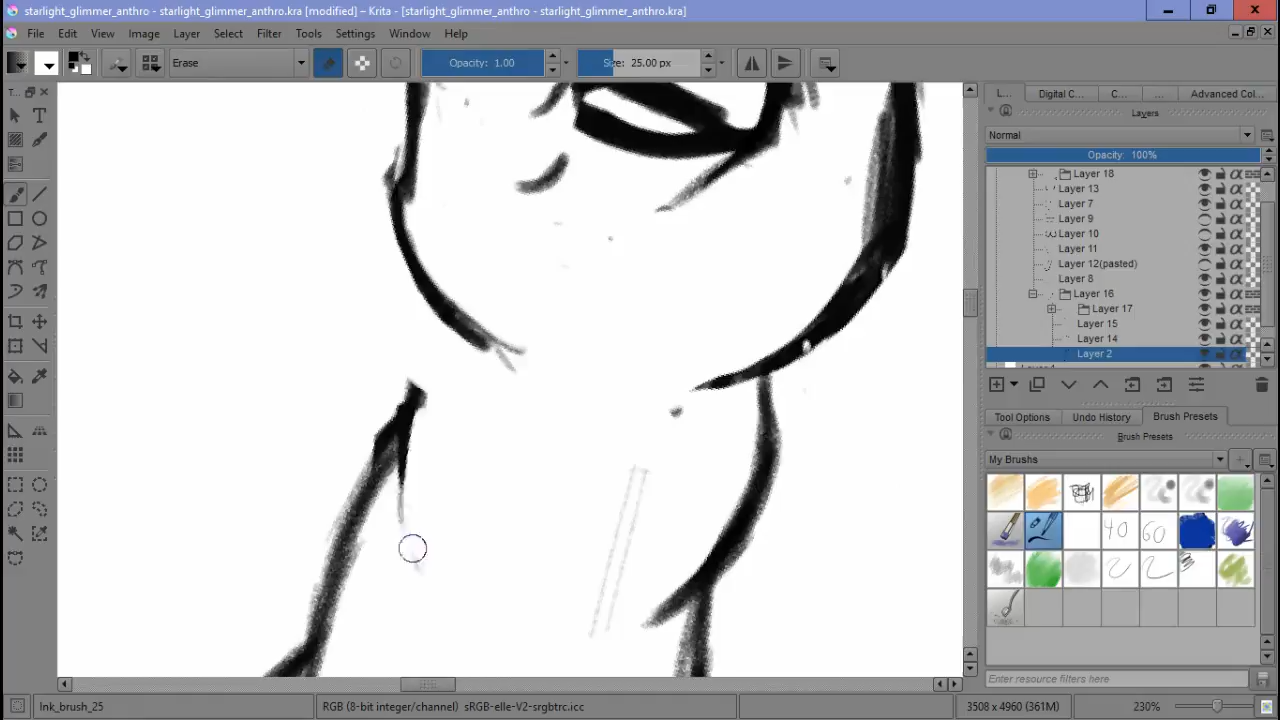 starlight_glimmer_anthro - starlight_glimmer_anthro.kra [modified] – Krita - [starlight_glimmer_anthro - starlight_glimmer_anthro.kra]
File Edit View Image Layer Select Filter Tools Settings Window Help
Erase Opacity: 1.00 Size: 25.00 px
T... L... Digital C... C... ... Advanced Col...
Layers
Normal
Opacity: 100%
Layer 18
Layer 13
Layer 7
Layer 9
Layer 10
Layer 11
Layer 12(pasted)
Layer 8
Layer 16
Layer 17
Layer 15
Layer 14
Layer 2
Tool Options Undo History Brush Presets
Brush Presets
My Brushes
40 60
Enter resource filters here
Ink_brush_25 RGB (8-bit integer/channel) sRGB-elle-V2-srgbtrc.icc 3508 x 4960 (361M) 230%